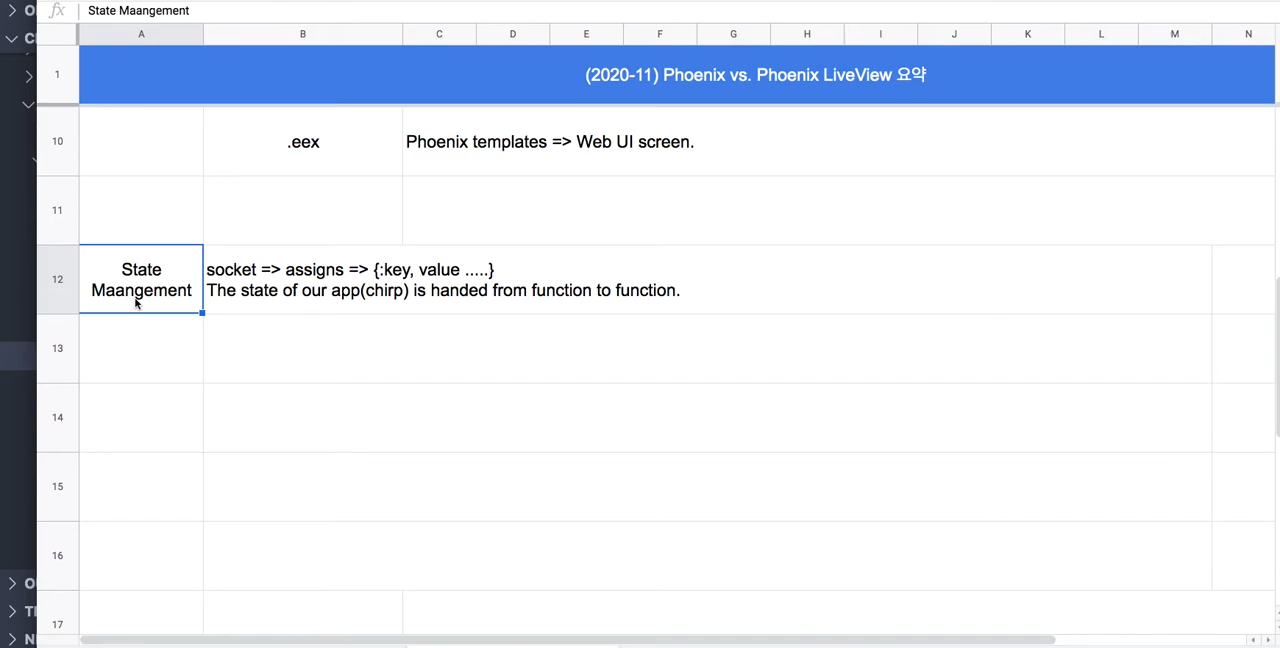 O
fx State Maangement
C
A B C D E F G H I J K L M N
1 (2020-11) Phoenix vs. Phoenix LiveView 요약
10 .eex Phoenix templates => Web UI screen.
11
12 State Maangement socket => assigns => {:key, value .....}
The state of our app(chirp) is handed from function to function.
13
14
15
16
O
TI
17
N